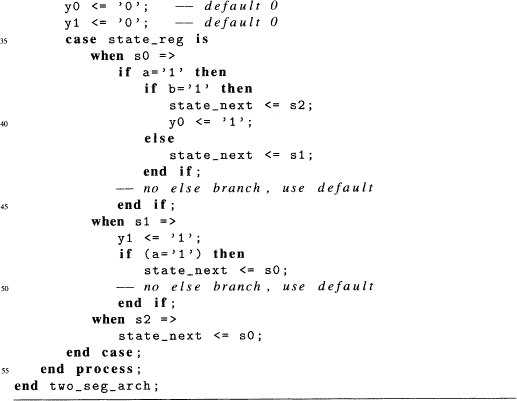 y0 <= '0'; -- default 0
y1 <= '0'; -- default 0
35 case state_reg is
when s0 =>
if a='1' then
if b='1' then
state_next <= s2;
40 y0 <= '1';
else
state_next <= s1;
end if;
-- no else branch, use default
45 end if;
when s1 =>
y1 <= '1';
if (a='1') then
state_next <= s0;
50 -- no else branch, use default
end if;
when s2 =>
state_next <= s0;
end case;
55 end process;
end two_seg_arch;